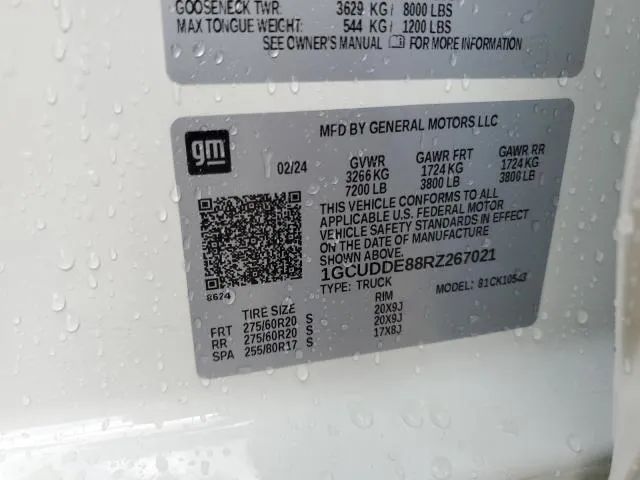 GOOSENECK TWR: 3629 KG / 8000 LBS
MAX TONGUE WEIGHT: 544 KG / 1200 LBS
SEE OWNER'S MANUAL FOR MORE INFORMATION
gm
MFD BY GENERAL MOTORS LLC
02/24 GVWR GAWR FRT GAWR RR
3266 KG 1724 KG 1724 KG
7200 LB 3800 LB 3800 LB
THIS VEHICLE CONFORMS TO ALL
APPLICABLE U.S. FEDERAL MOTOR
VEHICLE SAFETY STANDARDS IN EFFECT
ON THE DATE OF MANUFACTURE
SHOWN ABOVE.
1GCUDDE88RZ267021
8624
TYPE: TRUCK MODEL: 81CK10543
TIRE SIZE RIM
FRT 275/60R20 S 20X9J
RR 275/60R20 S 20X9J
SPA 255/80R17 S 17X8J